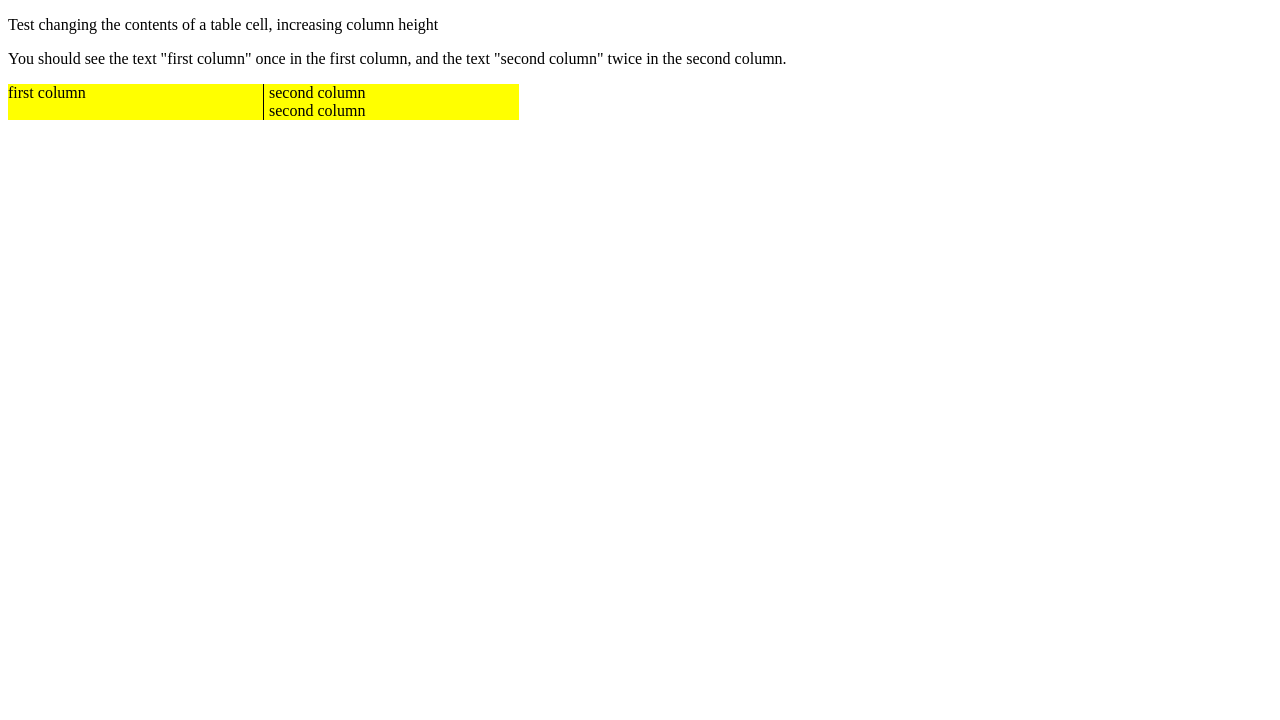 Test changing the contents of a table cell, increasing column height
You should see the text "first column" once in the first column, and the text "second column" twice in the second column.
first column
second column
second column